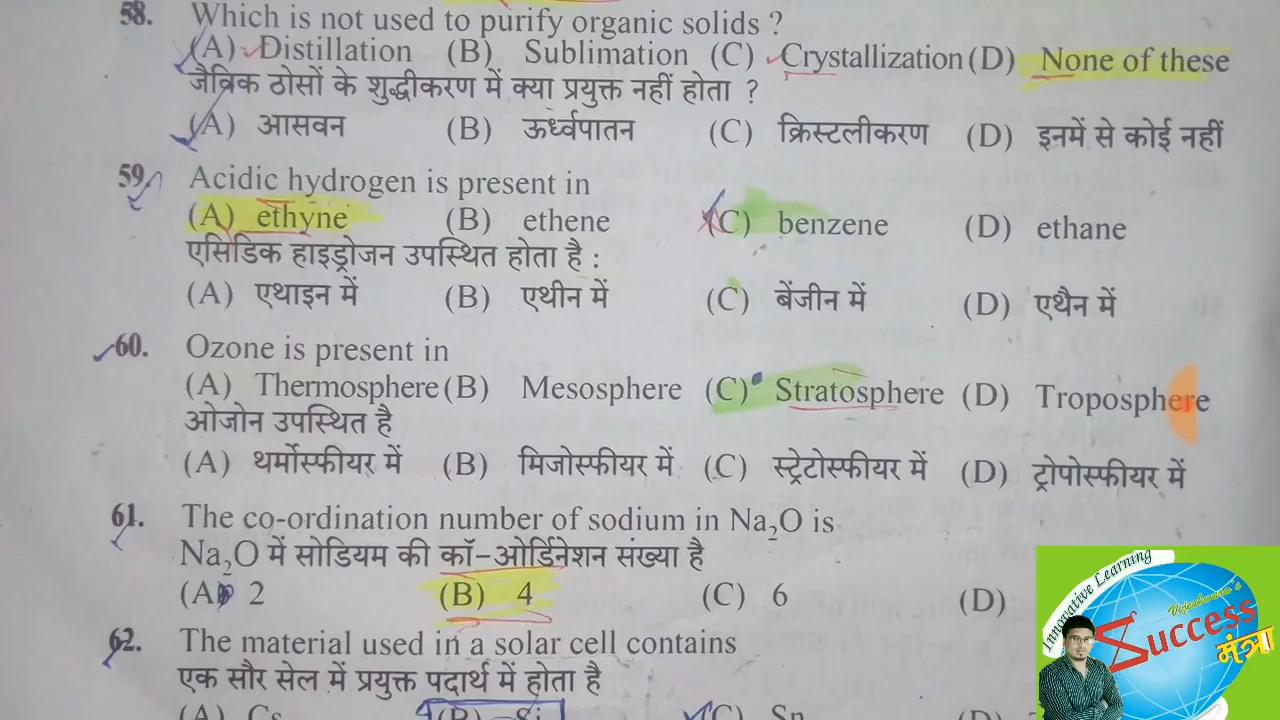 58. Which is not used to purify organic solids ?
(A) Distillation (B) Sublimation (C) Crystallization (D) None of these
जैविक ठोसों के शुद्धीकरण में क्या प्रयुक्त नहीं होता ?
(A) आसवन (B) ऊर्ध्वपातन (C) क्रिस्टलीकरण (D) इनमें से कोई नहीं
59. Acidic hydrogen is present in
(A) ethyne (B) ethene (C) benzene (D) ethane
एसिडिक हाइड्रोजन उपस्थित होता है :
(A) एथाइन में (B) एथीन में (C) बेंजीन में (D) एथैन में
60. Ozone is present in
(A) Thermosphere (B) Mesosphere (C) Stratosphere (D) Troposphere
ओजोन उपस्थित है
(A) थर्मोस्फीयर में (B) मिजोस्फीयर में (C) स्ट्रेटोस्फीयर में (D) ट्रोपोस्फीयर में
61. The co-ordination number of sodium in Na₂O is
Na₂O में सोडियम की कॉ-ओर्डिनेशन संख्या है
(A) 2 (B) 4 (C) 6 (D)
62. The material used in a solar cell contains
एक सौर सेल में प्रयुक्त पदार्थ में होता है
(A) Cs (B) Si (C) Sn (D)
Innovative Learning
Success
मंत्रा